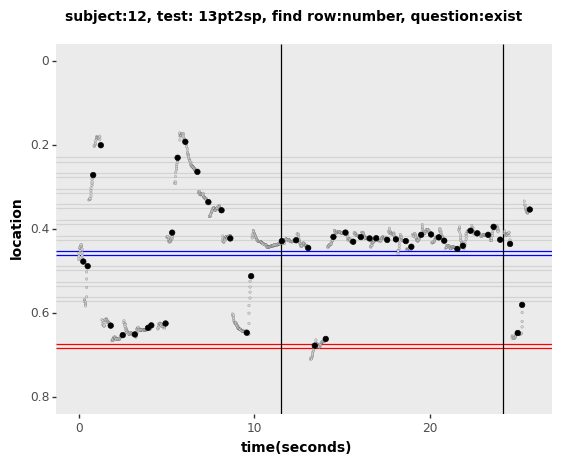 subject:12, test: 13pt2sp, find row:number, question:exist
0
0.2
0.4
0.6
0.8
location
0
10
20
time(seconds)